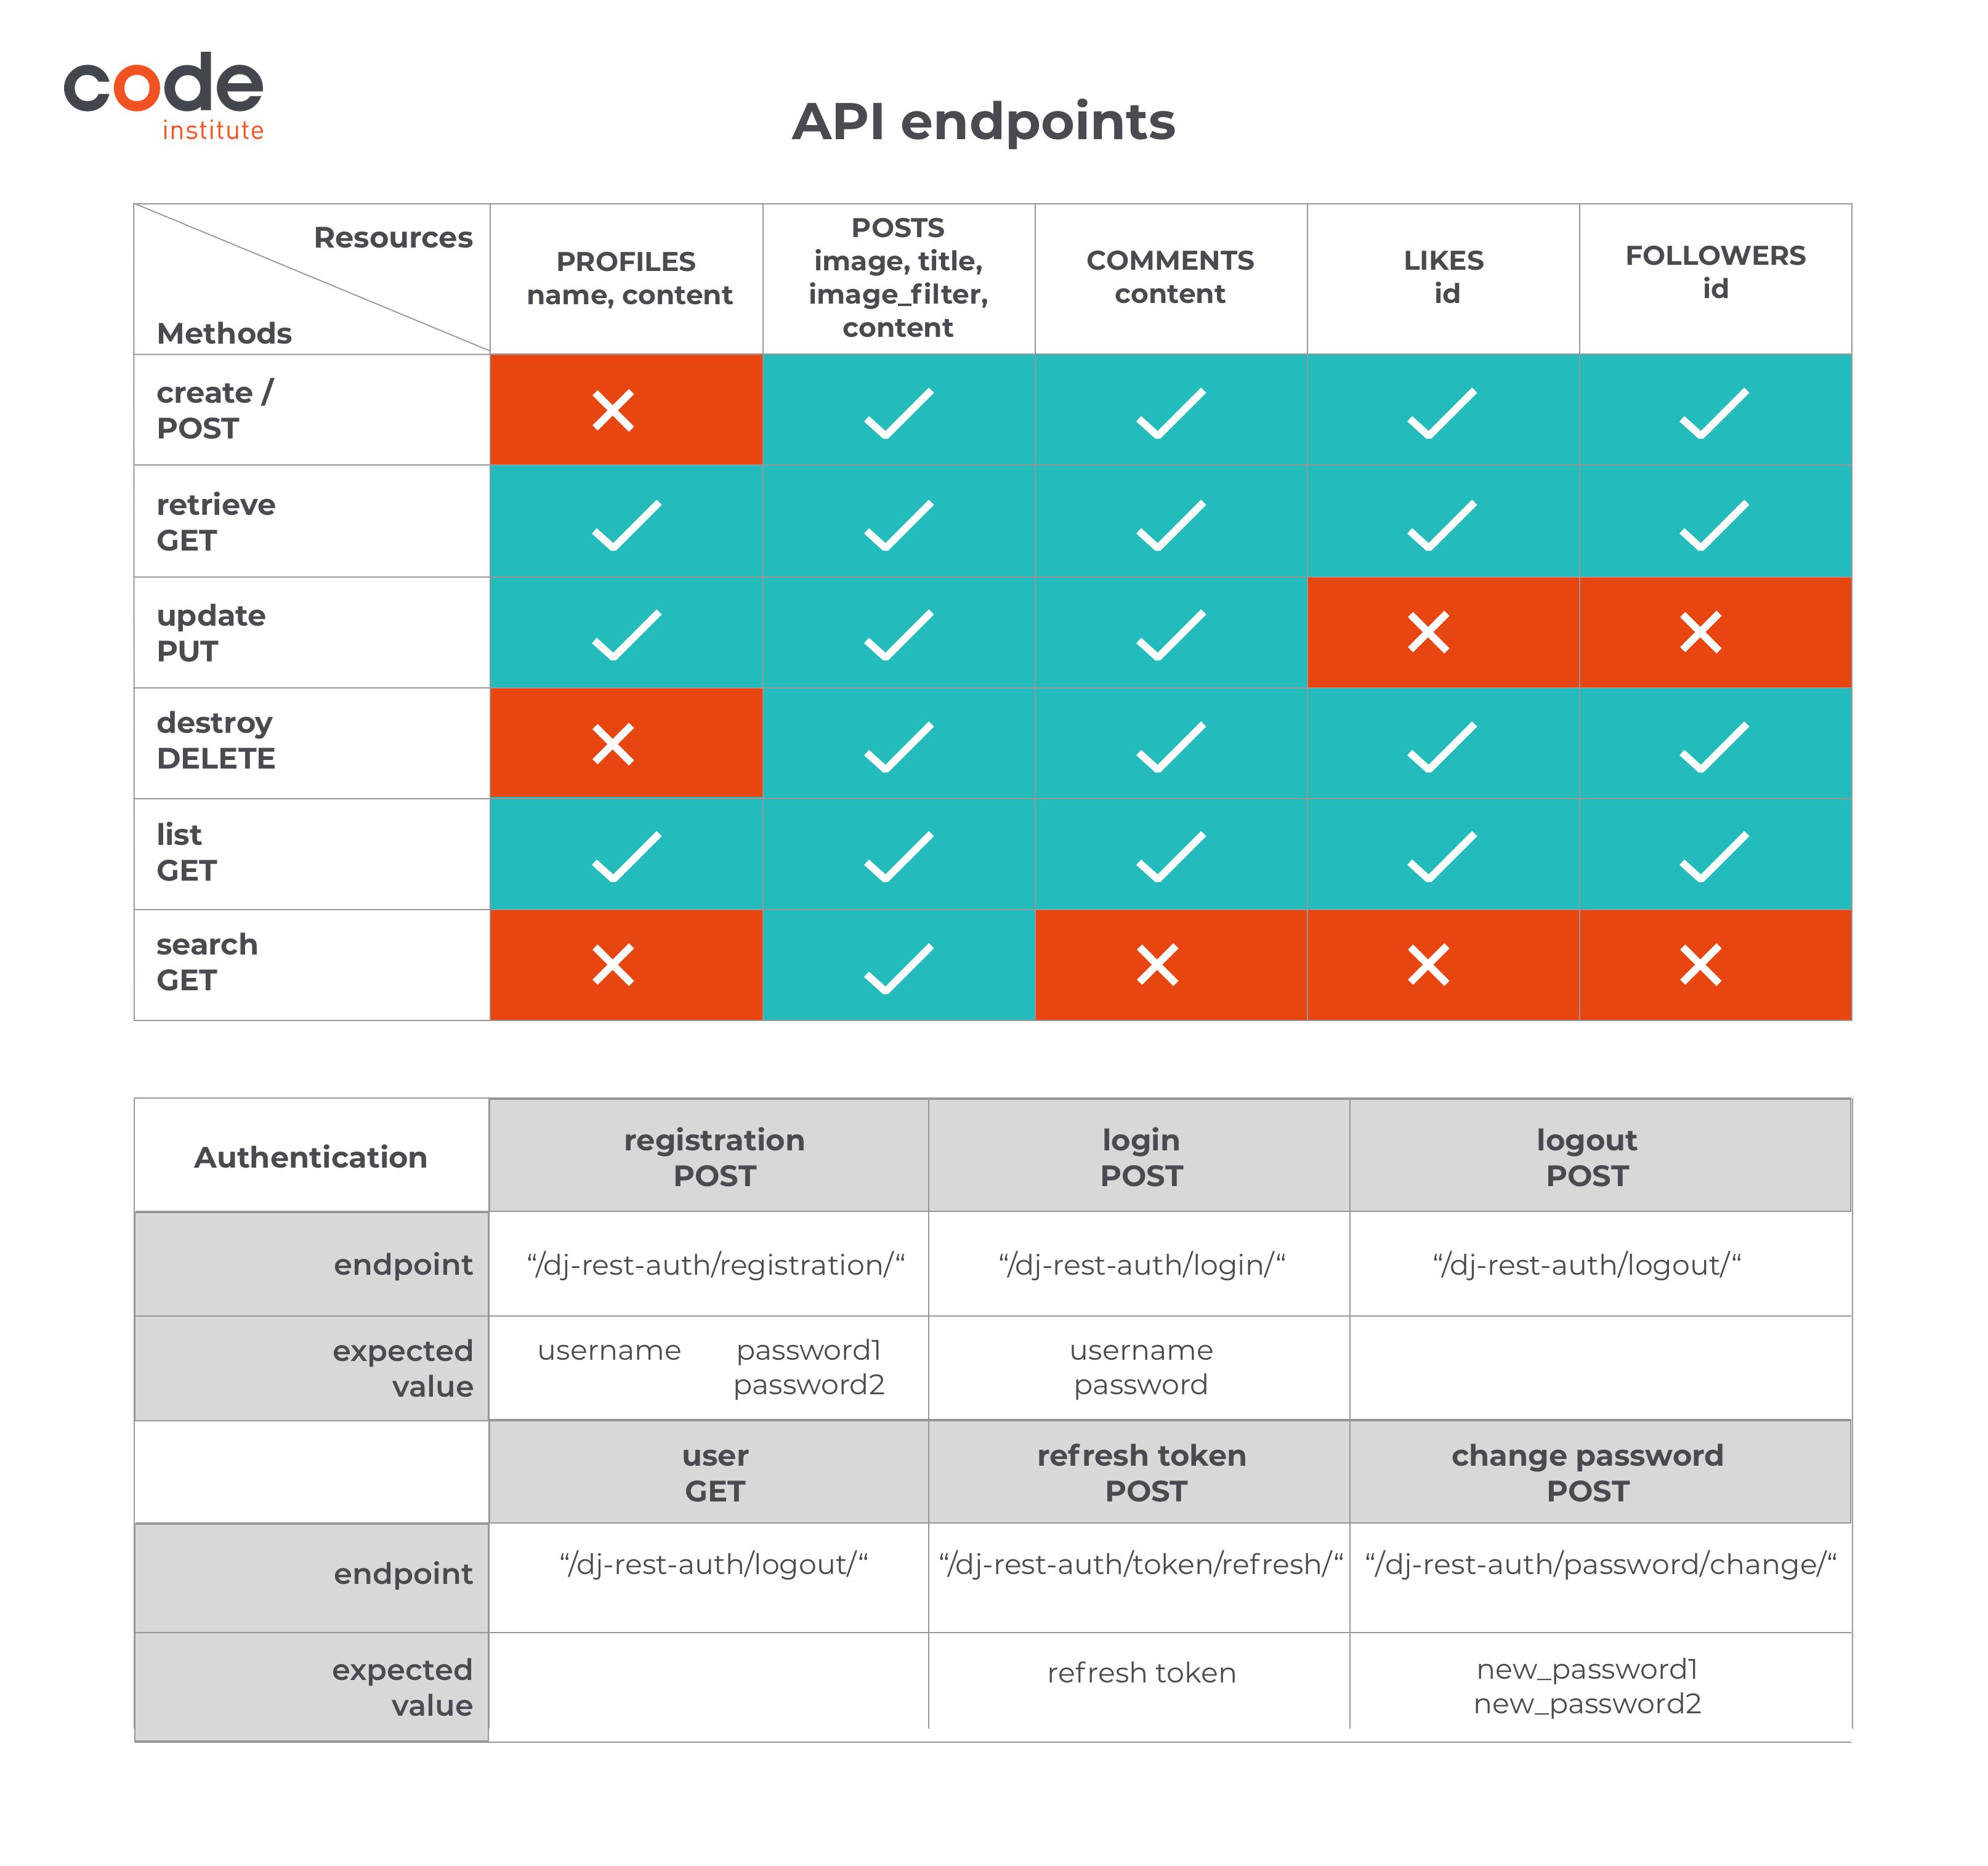 code
institute
API endpoints
Resources
Methods
PROFILES
name, content
POSTS
image, title,
image_filter,
content
COMMENTS
content
LIKES
id
FOLLOWERS
id
create /
POST
retrieve
GET
update
PUT
destroy
DELETE
list
GET
search
GET
Authentication
registration
POST
login
POST
logout
POST
endpoint
“/dj-rest-auth/registration/“
“/dj-rest-auth/login/“
“/dj-rest-auth/logout/“
expected
value
username password1
password2
username
password
user
GET
refresh token
POST
change password
POST
endpoint
“/dj-rest-auth/logout/“
“/dj-rest-auth/token/refresh/“
“/dj-rest-auth/password/change/“
expected
value
refresh token
new_password1
new_password2